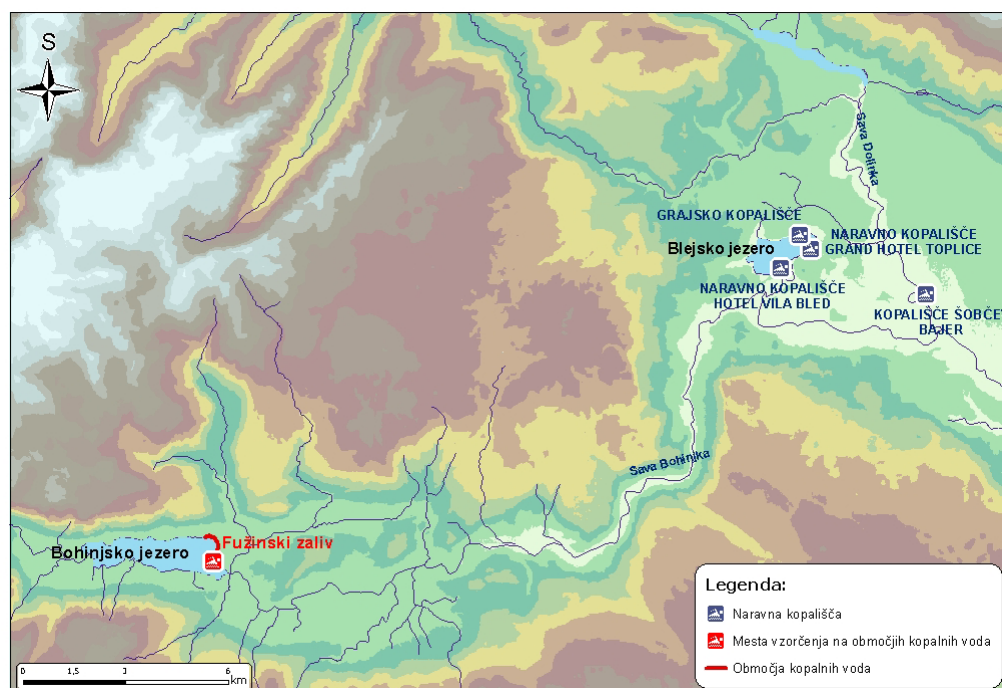 S
Sava Dolinka
GRAJSKO KOPALIŠČE
NARAVNO KOPALIŠČE
GRAND HOTEL TOPLICE
Blejsko jezero
NARAVNO KOPALIŠČE
HOTEL VILA BLED
KOPALIŠČE ŠOBČEV
BAJER
Sava Bohinjka
Fužinski zaliv
Bohinjsko jezero
Legenda:
Naravna kopališča
Mesta vzorčenja na območjih kopalnih voda
Območja kopalnih voda
0 1,5 3 6
km